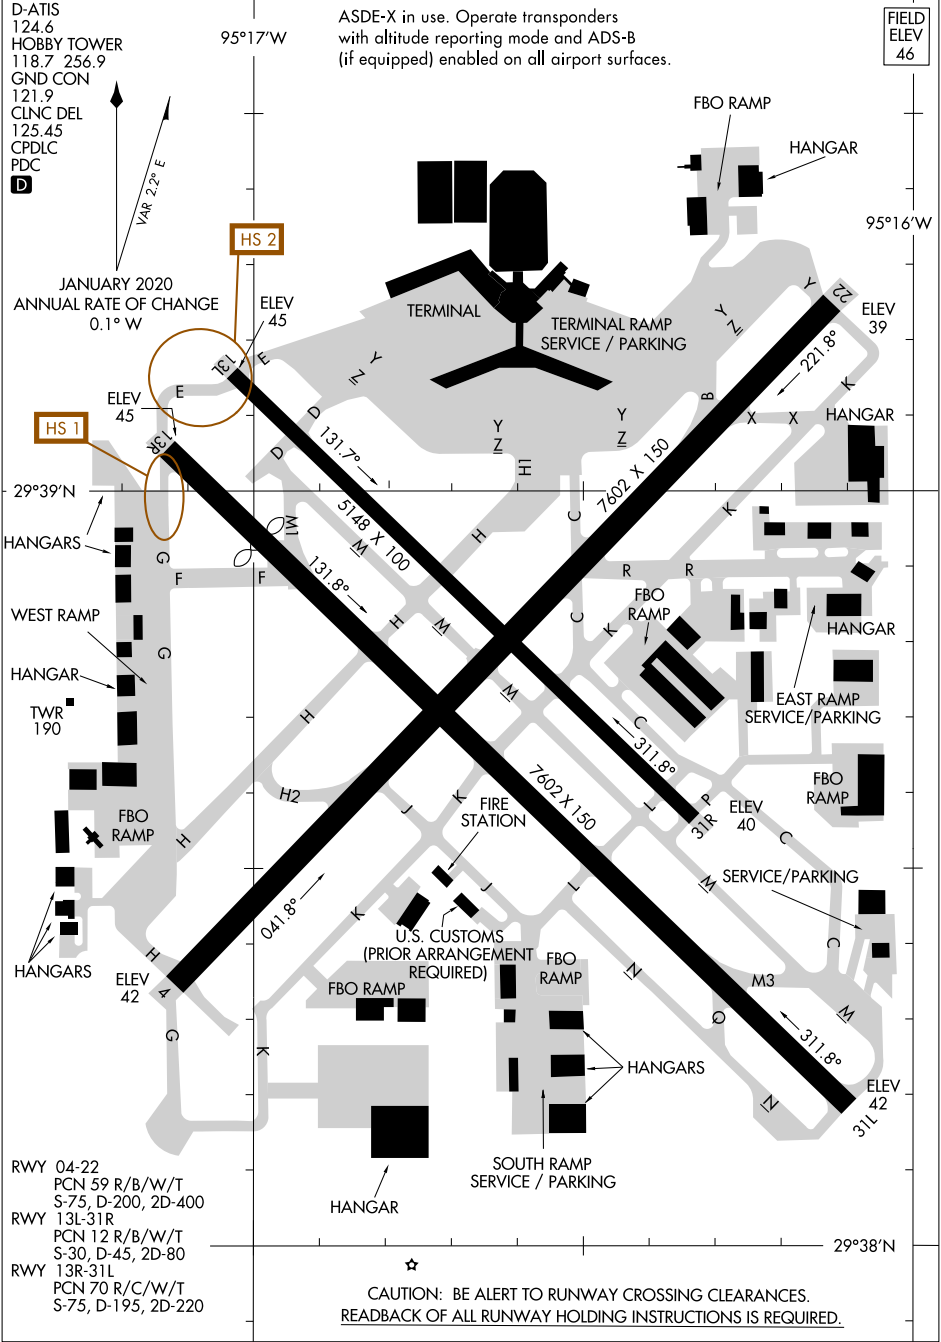 D-ATIS
124.6
HOBBY TOWER
118.7 256.9
GND CON
121.9
CLNC DEL
125.45
CPDLC
PDC
D
95°17'W
ASDE-X in use. Operate transponders
with altitude reporting mode and ADS-B
(if equipped) enabled on all airport surfaces.
FIELD
ELEV
46
VAR 2.2° E
JANUARY 2020
ANNUAL RATE OF CHANGE
0.1° W
HS 2
FBO RAMP
HANGAR
95°16'W
TERMINAL
TERMINAL RAMP
SERVICE / PARKING
ELEV
45
13L
E
E
ELEV
45
13R
HS 1
Y
Z
Y
Z
Y
22
ELEV
39
221.8°
K
B
X
X
HANGAR
D
D
131.7°
Y
Z
Y
Z
H1
7602 X 150
29°39'N
5148 X 100
HANGARS
M1
M
H
C
K
G
F
F
131.8°
R
R
FBO
RAMP
WEST RAMP
H
M
C
K
HANGAR
G
HANGAR
M
EAST RAMP
SERVICE/PARKING
TWR
190
H
C
311.8°
H2
J
K
7602 X 150
FIRE
STATION
L
P
31R
ELEV
40
FBO
RAMP
FBO
RAMP
H
C
J
L
M
SERVICE/PARKING
041.8°
K
U.S. CUSTOMS
(PRIOR ARRANGEMENT
REQUIRED)
HANGARS
H
ELEV
42
4
FBO RAMP
FBO
RAMP
N
C
M3
M
G
K
Q
311.8°
HANGARS
N
ELEV
42
31L
RWY 04-22
PCN 59 R/B/W/T
S-75, D-200, 2D-400
RWY 13L-31R
PCN 12 R/B/W/T
S-30, D-45, 2D-80
RWY 13R-31L
PCN 70 R/C/W/T
S-75, D-195, 2D-220
HANGAR
SOUTH RAMP
SERVICE / PARKING
29°38'N
CAUTION: BE ALERT TO RUNWAY CROSSING CLEARANCES.
READBACK OF ALL RUNWAY HOLDING INSTRUCTIONS IS REQUIRED.